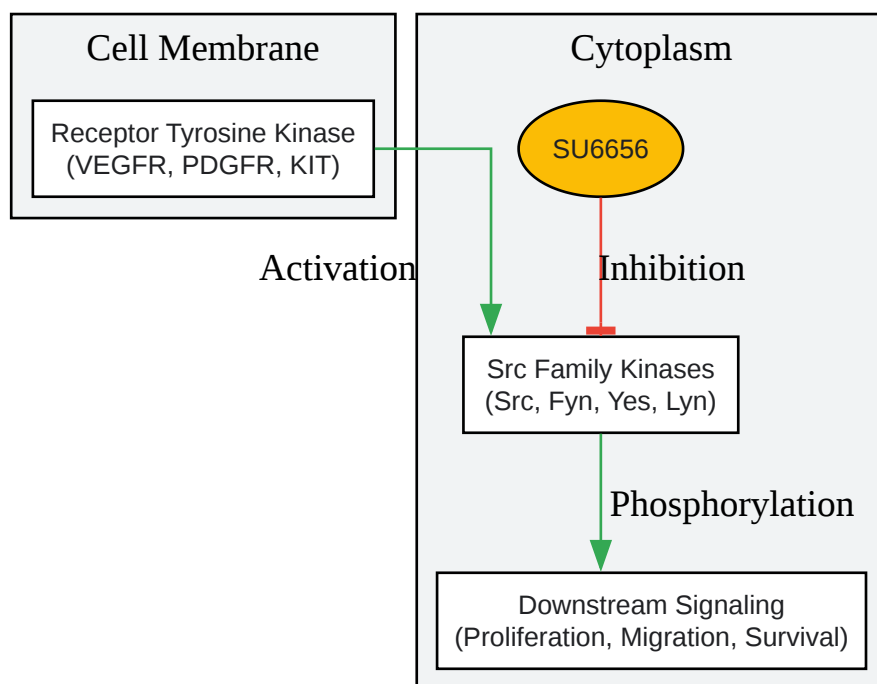 Cell Membrane
Cytoplasm
Receptor Tyrosine Kinase
(VEGFR, PDGFR, KIT)
SU6656
Activation
Inhibition
Src Family Kinases
(Src, Fyn, Yes, Lyn)
Phosphorylation
Downstream Signaling
(Proliferation, Migration, Survival)